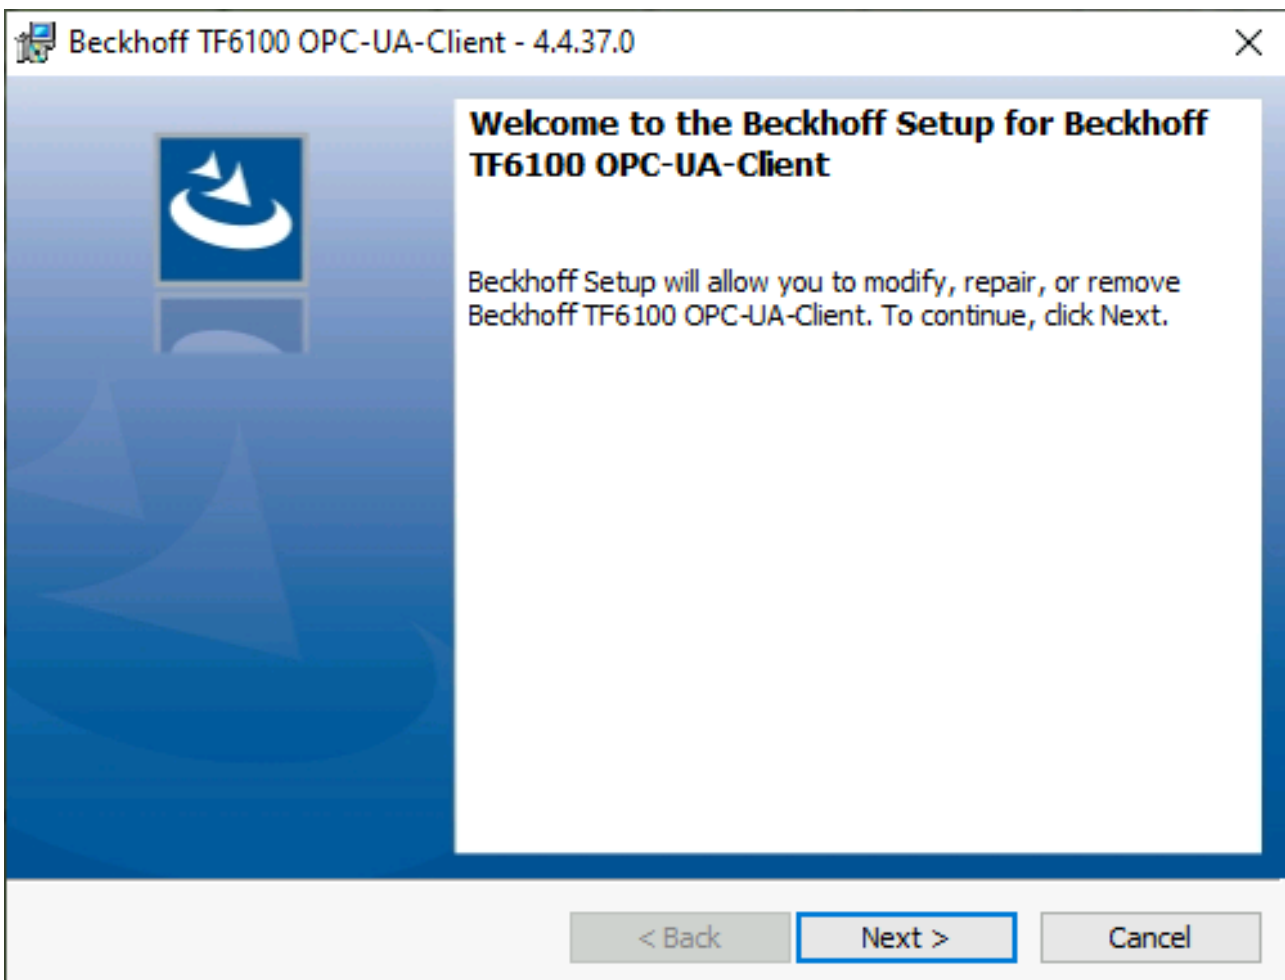 Beckhoff TF6100 OPC-UA-Client - 4.4.37.0
Welcome to the Beckhoff Setup for Beckhoff
TF6100 OPC-UA-Client
Beckhoff Setup will allow you to modify, repair, or remove
Beckhoff TF6100 OPC-UA-Client. To continue, click Next.
< Back
Next >
Cancel